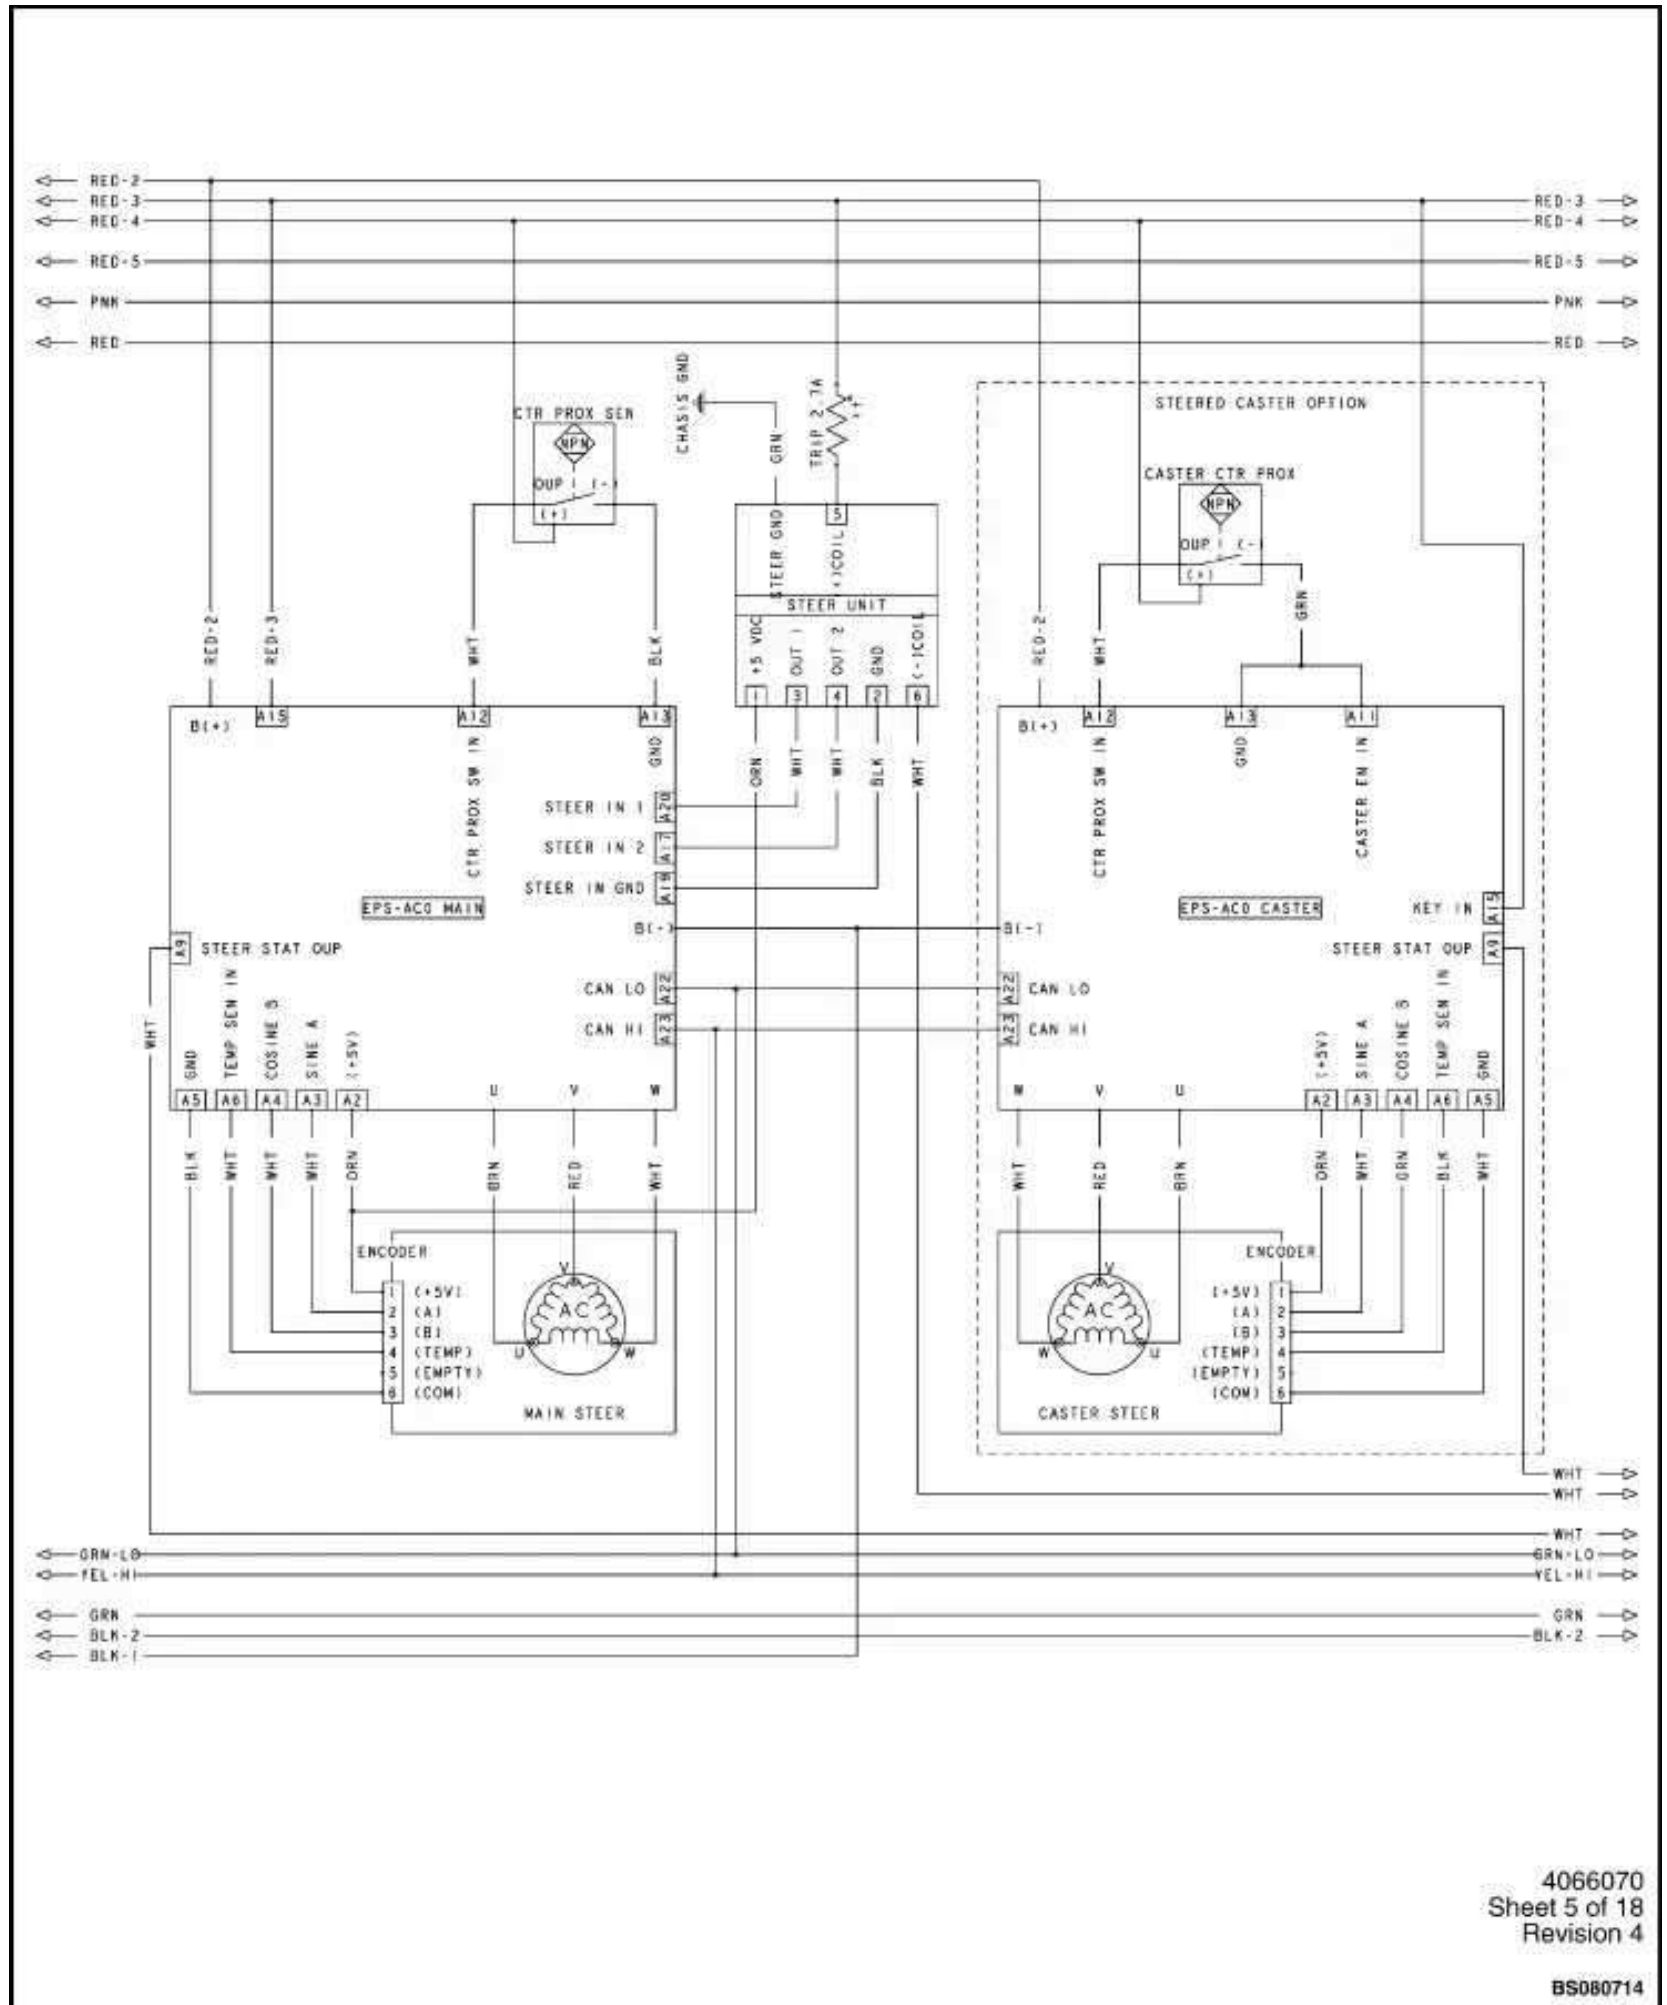 RED-2
RED-3 RED-3
RED-4 RED-4
RED-5 RED-5
PNK PNK
RED RED
CHASIS GND
GRN
TRIP 2.7A
STEERED CASTER OPTION
CTR PROX SEN
NPN
OUP (-)
(+)
CASTER CTR PROX
NPN
OUP (-)
(+)
GRN
STEER GND
5
(+)COIL
STEER UNIT
+5 VDC OUT 1 OUT 2 GND (-)COIL
1 3 4 2 6
RED-2 RED-3 WHT BLK
RED-2 WHT
B(+) A15 A12 A13
CTR PROX SW IN
GND
ORN WHT WHT BLK WHT
B(+) A12 A13 A11
CTR PROX SW IN
GND
CASTER EN IN
STEER IN 1 A20
STEER IN 2 A17
STEER IN GND A19
EPS-AC0 MAIN
EPS-AC0 CASTER
KEY IN A15
B(-) B(-)
A9 STEER STAT OUP
STEER STAT OUP A9
CAN LO A22 A22 CAN LO
CAN HI A23 A23 CAN HI
WHT
GND TEMP SEN IN COSINE B SINE A (+5V)
A5 A6 A4 A3 A2
U V W
W V U
(+5V) SINE A COSINE B TEMP SEN IN GND
A2 A3 A4 A6 A5
BLK WHT WHT WHT ORN BRN RED WHT
WHT RED BRN ORN WHT GRN BLK WHT
ENCODER
1 (+5V)
2 (A)
3 (B)
4 (TEMP)
5 (EMPTY)
6 (COM)
V
AC
U W
MAIN STEER
ENCODER
(+5V) 1
(A) 2
(B) 3
(TEMP) 4
(EMPTY) 5
(COM) 6
V
AC
W U
CASTER STEER
WHT
WHT
WHT
GRN-LO GRN-LO
YEL-HI YEL-HI
GRN GRN
BLK-2 BLK-2
BLK-1
4066070
Sheet 5 of 18
Revision 4
BS080714